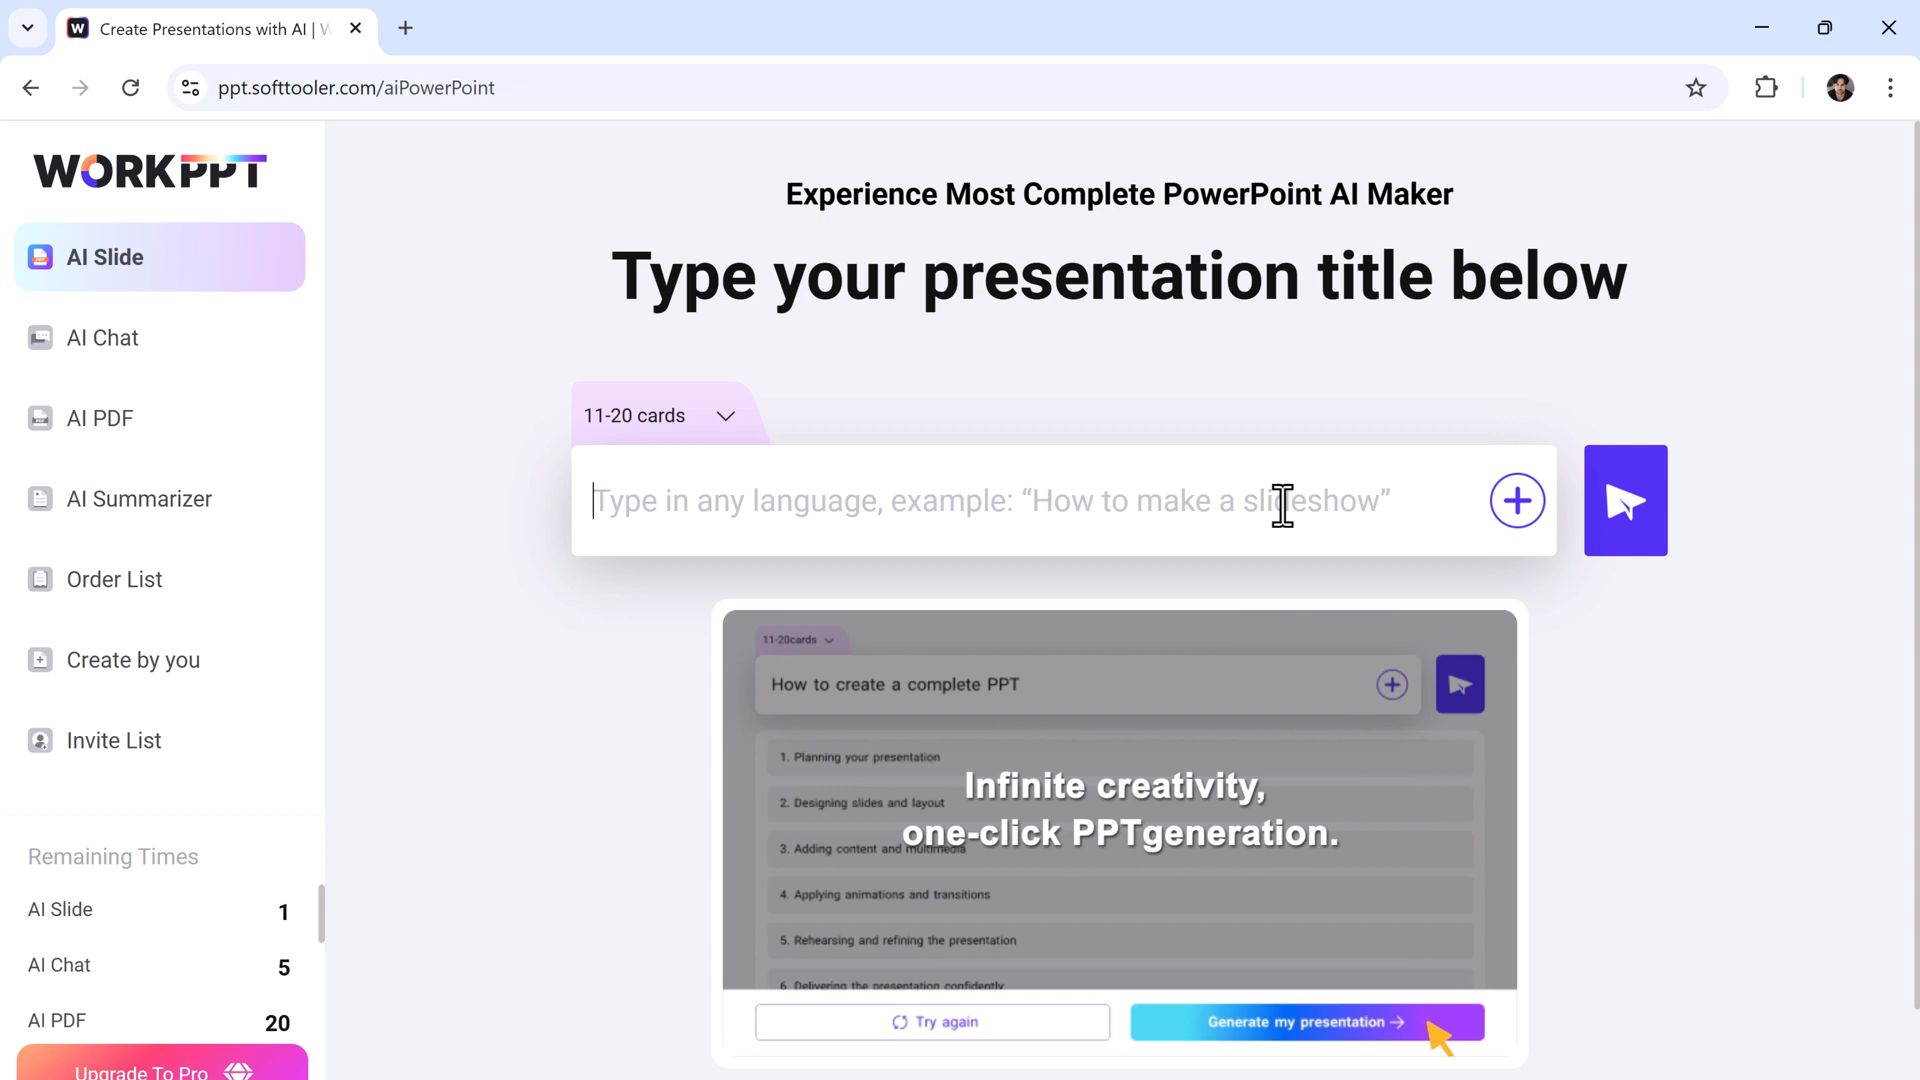 Create Presentations with AI | W
ppt.softtooler.com/aiPowerPoint
WORKPPT
AI Slide
AI Chat
AI PDF
AI Summarizer
Order List
Create by you
Invite List
Remaining Times
AI Slide 1
AI Chat 5
AI PDF 20
Upgrade To Pro
Experience Most Complete PowerPoint AI Maker
Type your presentation title below
11-20 cards
Type in any language, example: “How to make a slideshow”
11-20cards
How to create a complete PPT
1. Planning your presentation
2. Designing slides and layout
3. Adding content and multimedia
4. Applying animations and transitions
5. Rehearsing and refining the presentation
6. Delivering the presentation confidently
Infinite creativity,
one-click PPTgeneration.
Try again
Generate my presentation